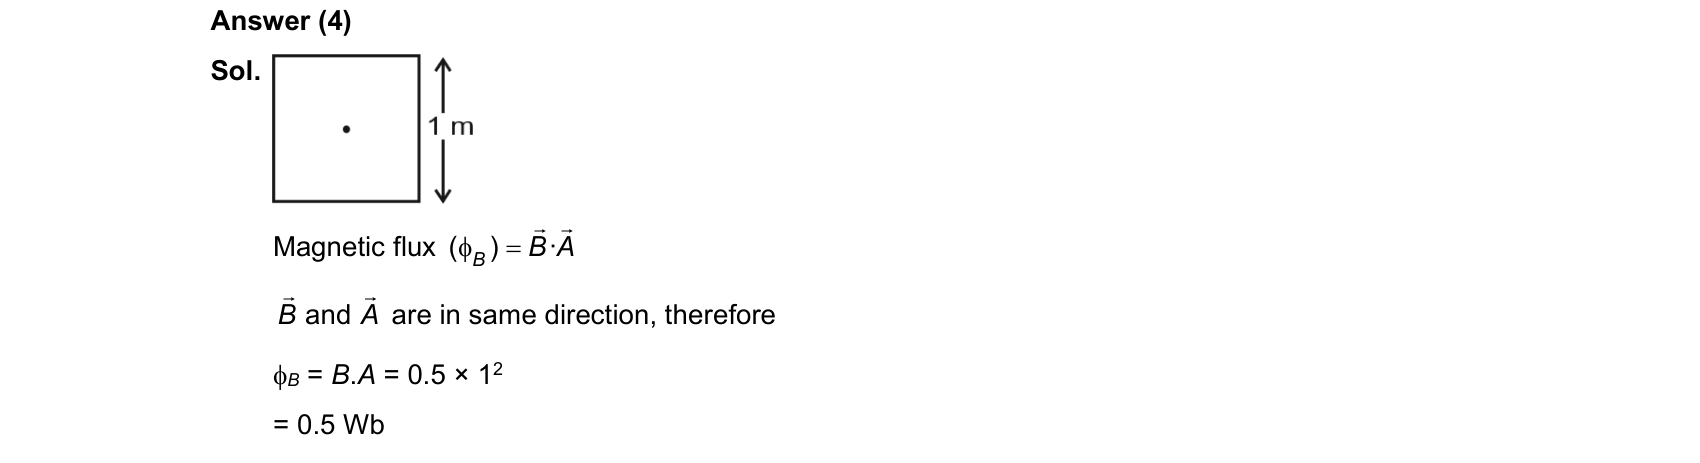 Answer (4)
Sol.
1 m
Magnetic flux (ϕ_B) = B⃗·A⃗
B⃗ and A⃗ are in same direction, therefore
ϕ_B = B.A = 0.5 × 1²
= 0.5 Wb